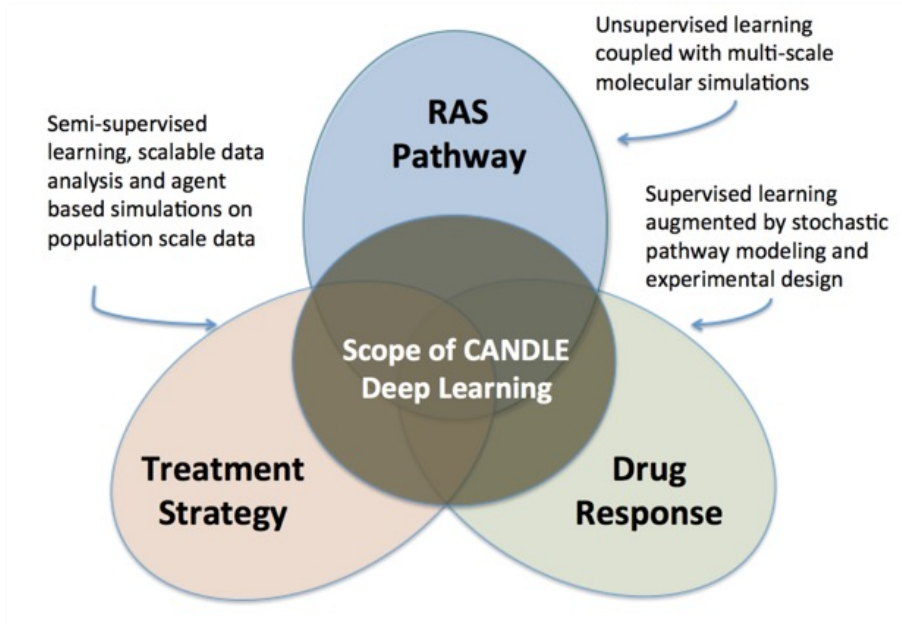 Unsupervised learning
coupled with multi-scale
molecular simulations
RAS
Pathway
Semi-supervised
learning, scalable data
analysis and agent
based simulations on
population scale data
Supervised learning
augmented by stochastic
pathway modeling and
experimental design
Scope of CANDLE
Deep Learning
Treatment
Strategy
Drug
Response